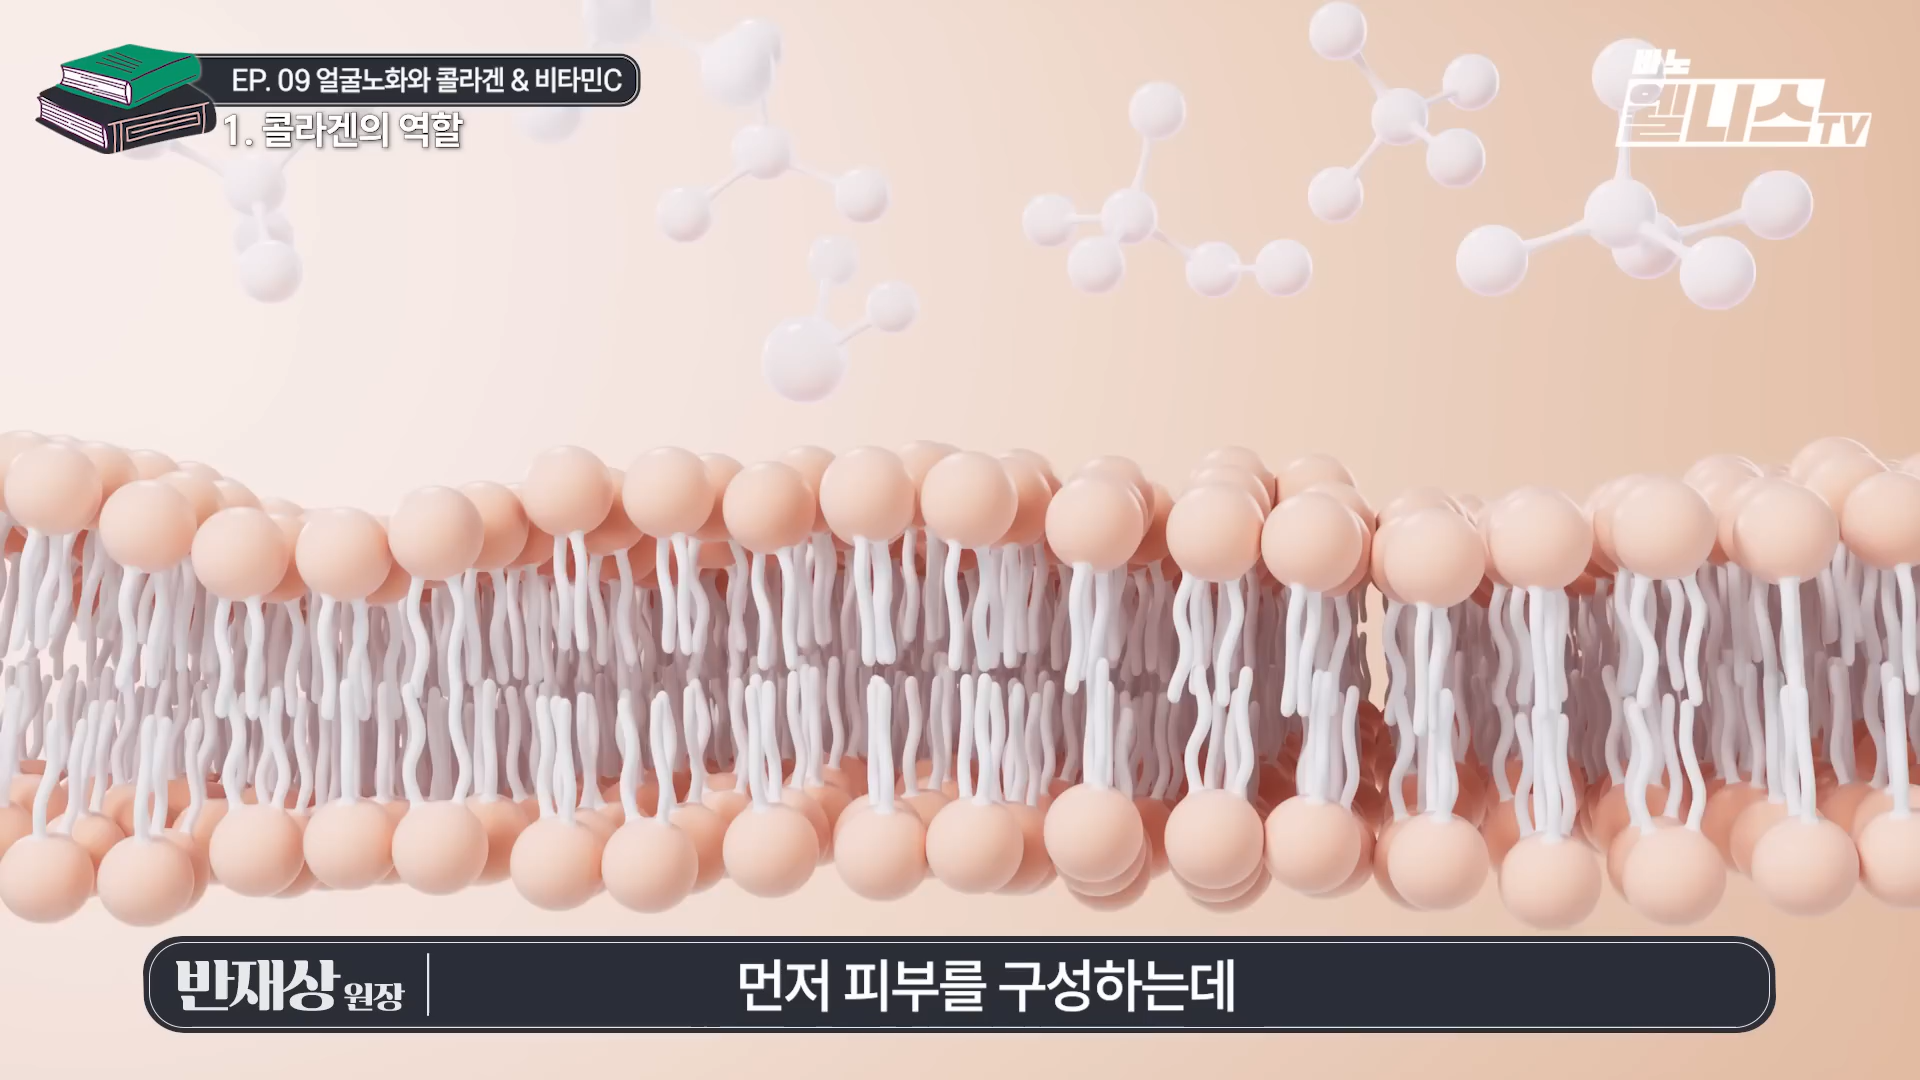 EP. 09 얼굴노화와 콜라겐 & 비타민C
1. 콜라겐의 역할
바노
웰니스TV
반재상 원장
먼저 피부를 구성하는데